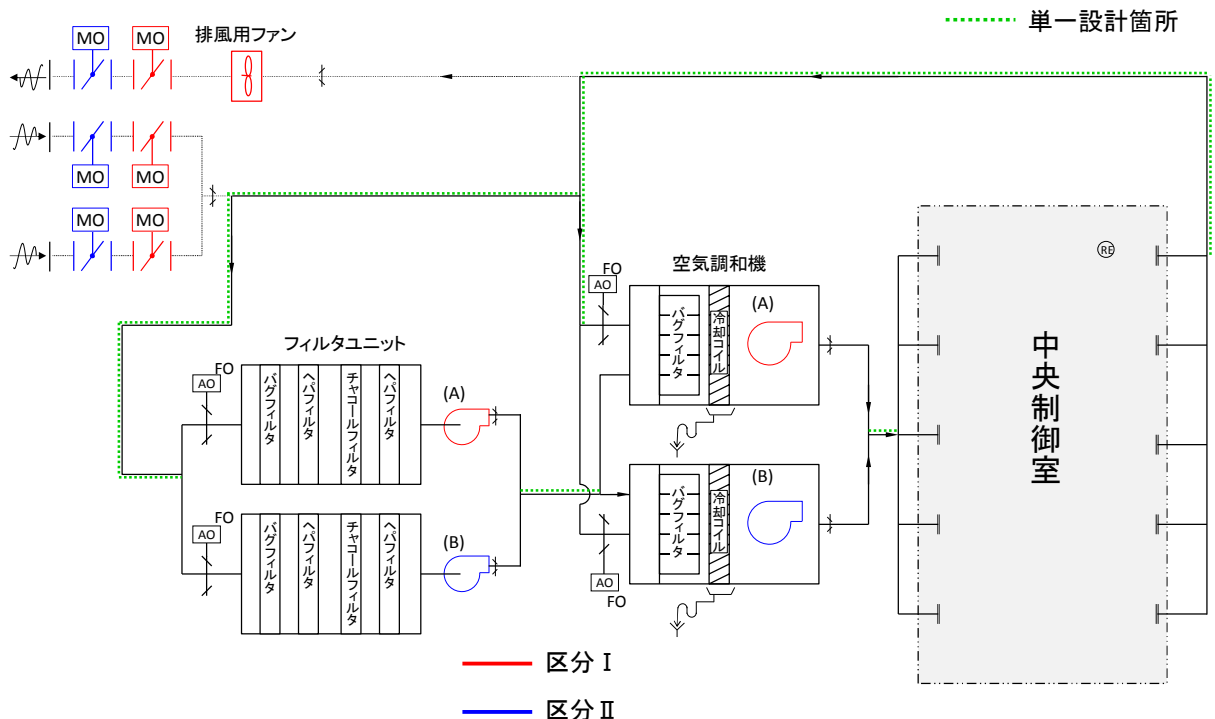 単一設計箇所
排風用ファン
MO
MO
MO
MO
MO
MO
空気調和機
FO
AO
バグフィルタ
冷却コイル
(A)
RE
中央制御室
フィルタユニット
FO
AO
バグフィルタ
ヘパフィルタ
チャコールフィルタ
ヘパフィルタ
(A)
バグフィルタ
冷却コイル
(B)
AO
FO
FO
AO
バグフィルタ
ヘパフィルタ
チャコールフィルタ
ヘパフィルタ
(B)
区分Ⅰ
区分Ⅱ